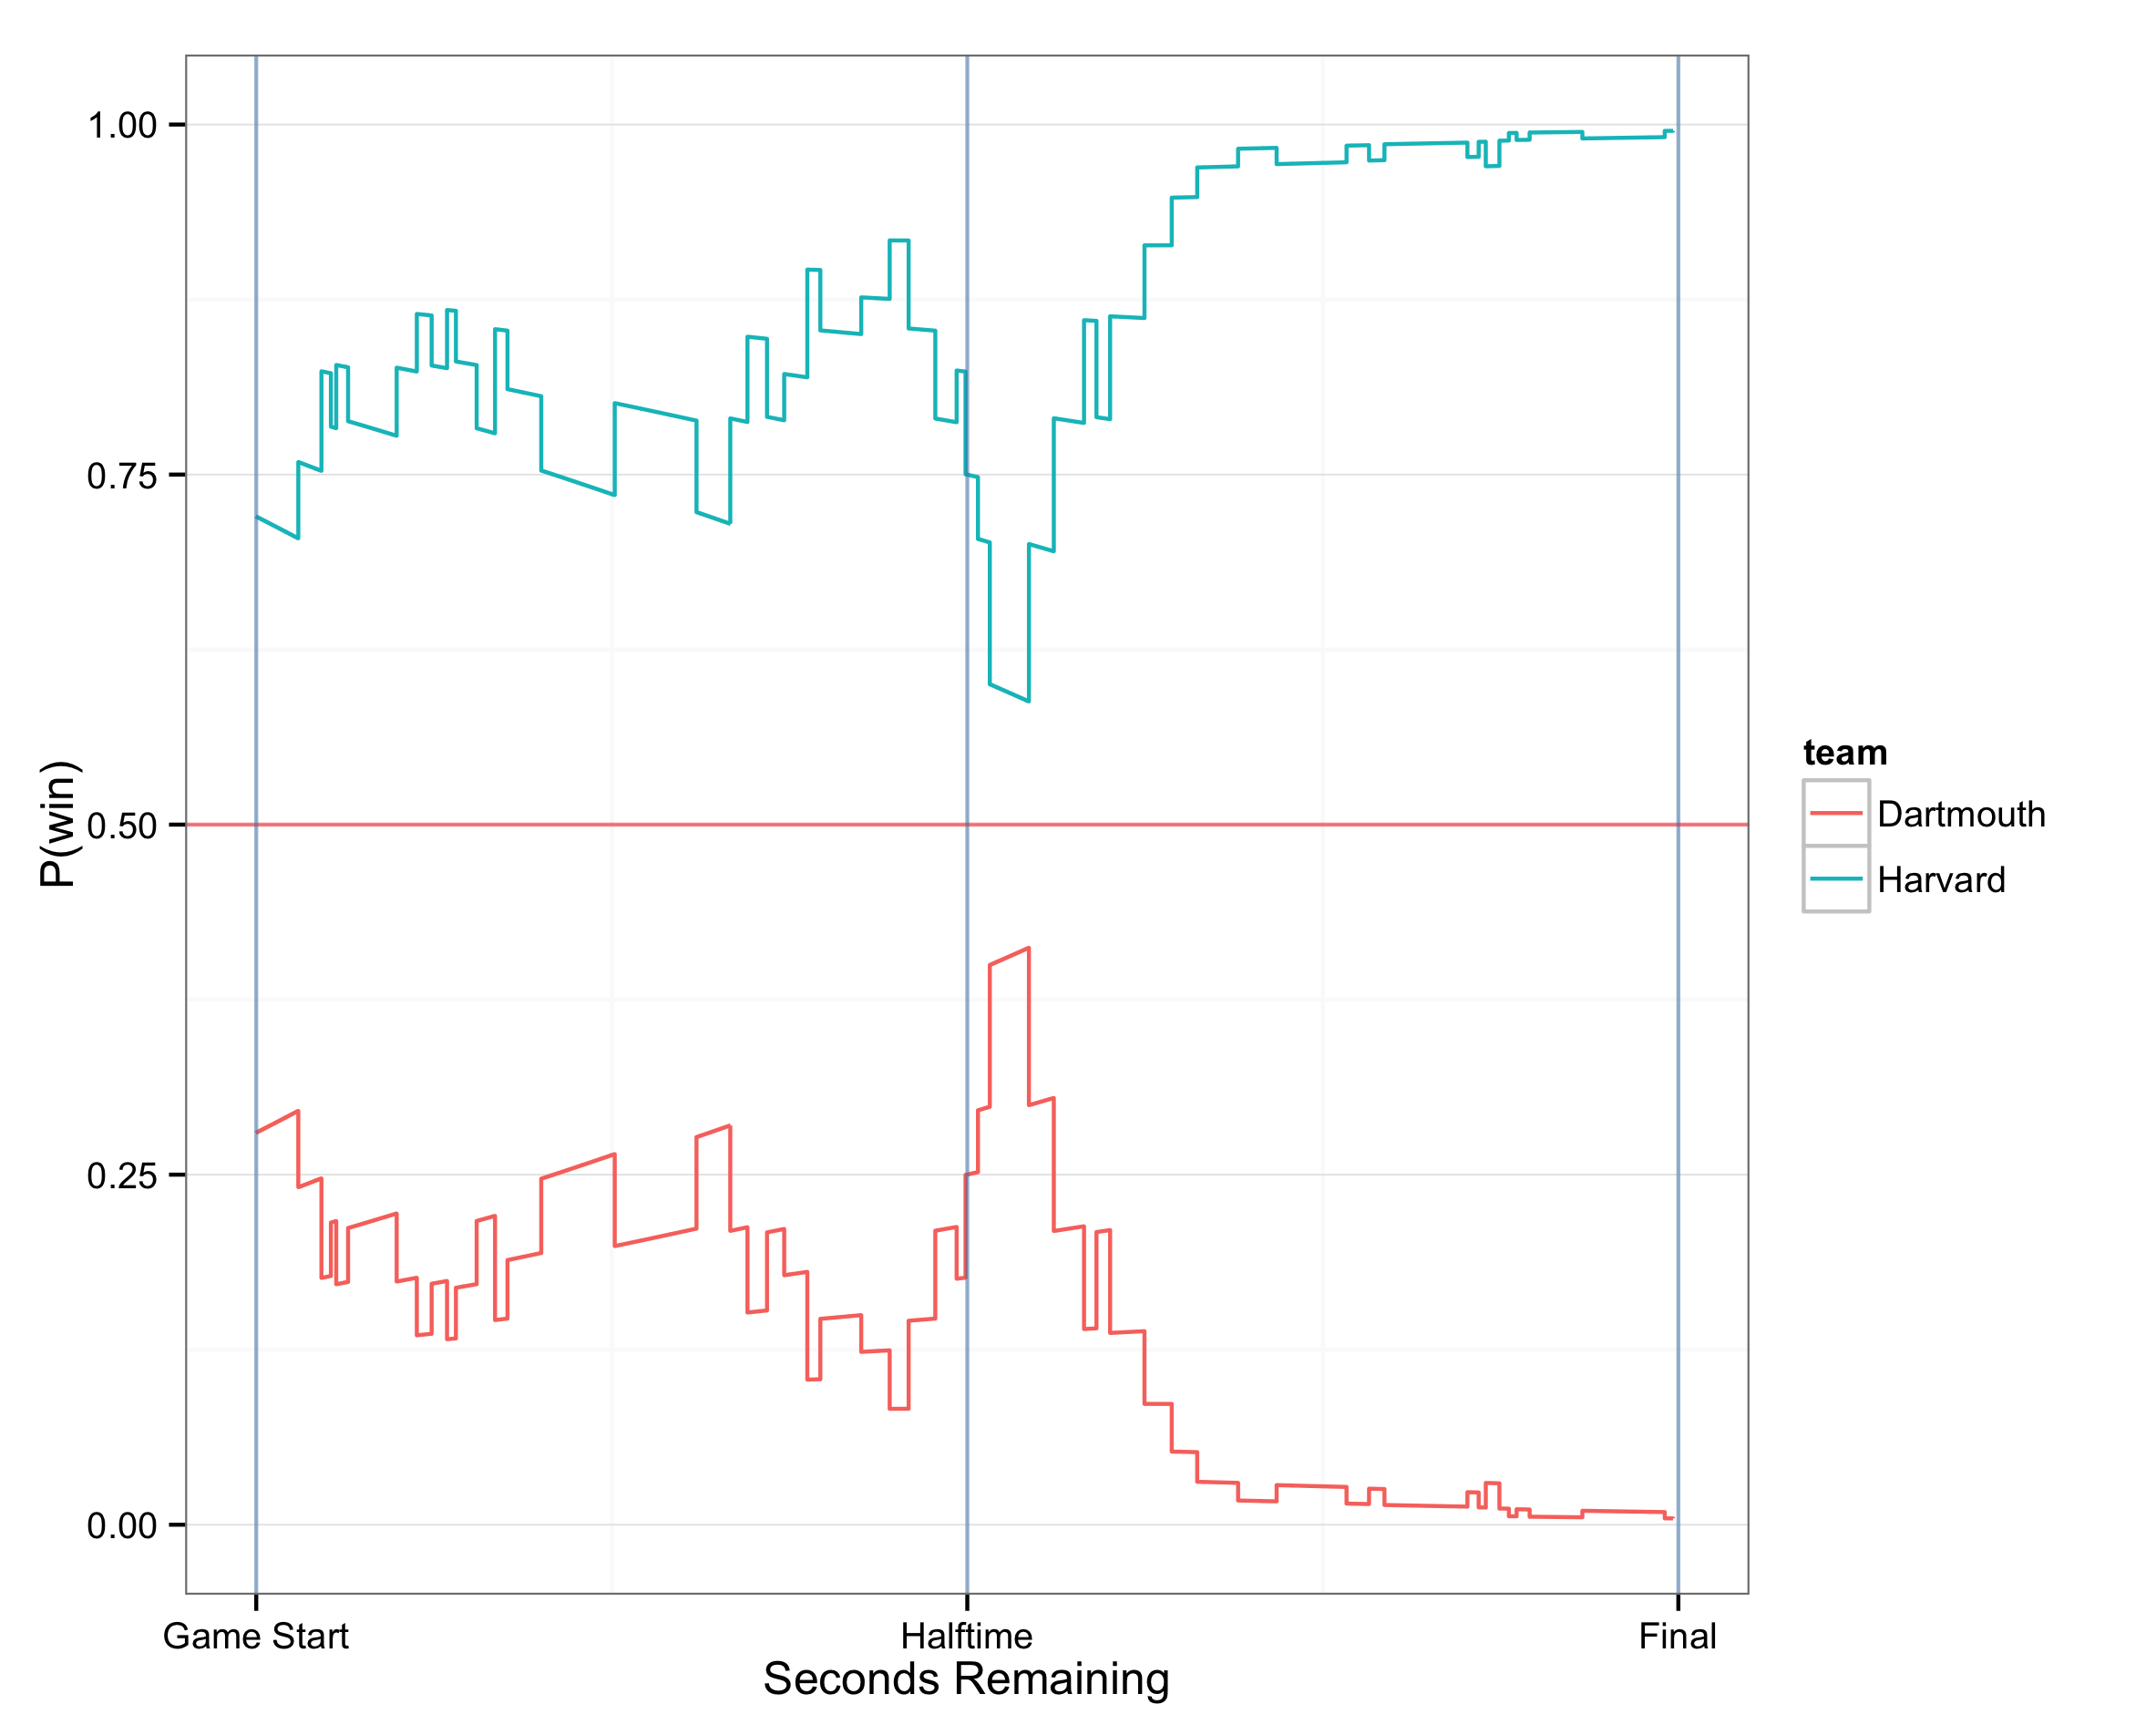 1.00
0.75
0.50
0.25
0.00
P(win)
Game Start
Halftime
Final
Seconds Remaining
team
Dartmouth
Harvard